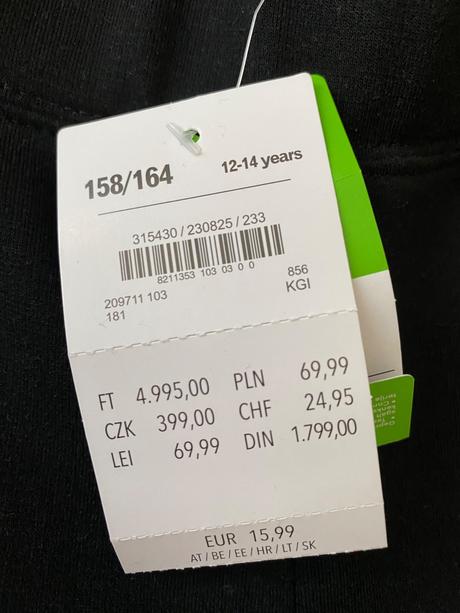 158/164 12-14 years
315430/230825/233
8211353 103 03 0 0
209711 103 856
181 KGI
FT 4.995,00 PLN 69,99
CZK 399,00 CHF 24,95
LEI 69,99 DIN 1.799,00
EUR 15,99
AT/BE/EE/HR/LT/SK